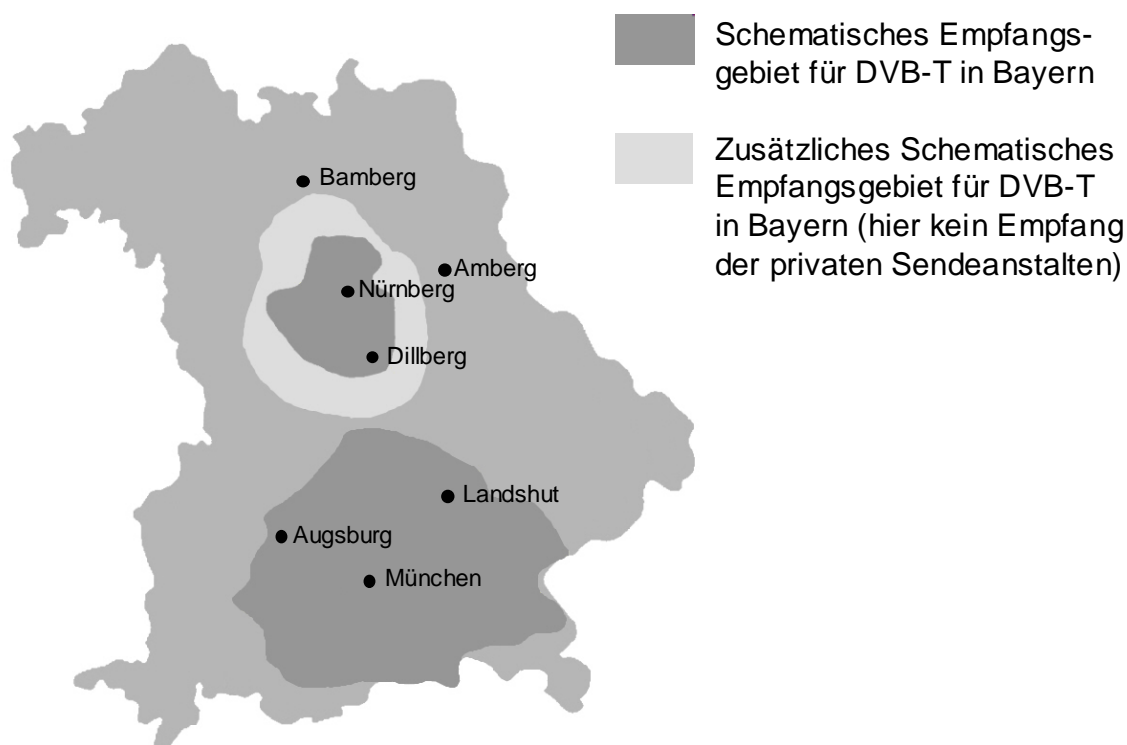 Schematisches Empfangs-
gebiet für DVB-T in Bayern
Zusätzliches Schematisches
Empfangsgebiet für DVB-T
in Bayern (hier kein Empfang
der privaten Sendeanstalten)
Bamberg
Amberg
Nürnberg
Dillberg
Landshut
Augsburg
München